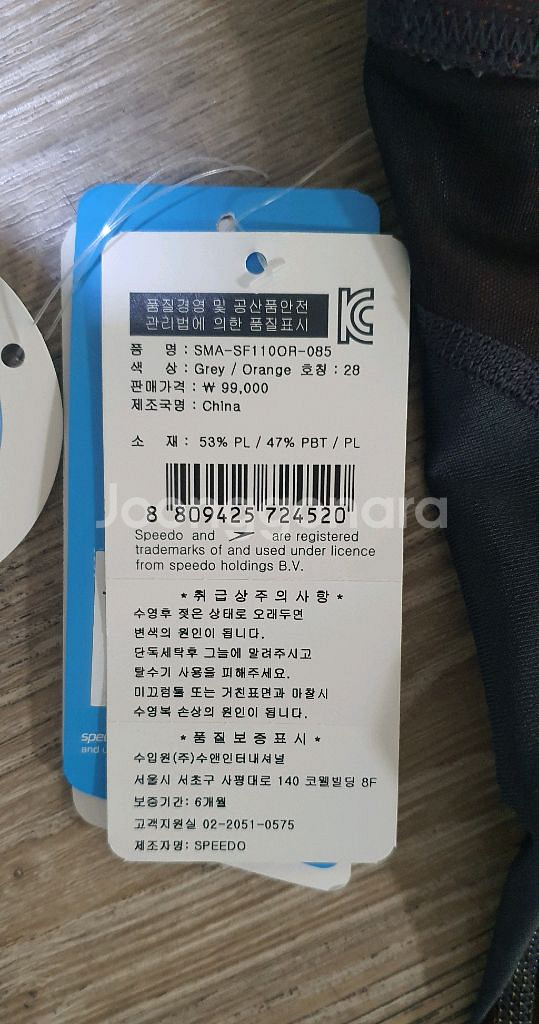 품질경영 및 공산품안전
관리법에 의한 품질표시
품 명 : SMA-SF110OR-085
색 상 : Grey / Orange 호칭 : 28
판매가격 : ₩ 99,000
제조국명 : China
소 재 : 53% PL / 47% PBT / PL
8 809425 724520
Joonggonara
Speedo and are registered
trademarks of and used under licence
from speedo holdings B.V.
* 취 급 상 주 의 사 항 *
수영후 젖은 상태로 오래두면
변색의 원인이 됩니다.
단독세탁후 그늘에 말려주시고
탈수기 사용을 피해주세요.
미끄럼틀 또는 거친표면과 마찰시
수영복 손상의 원인이 됩니다.
* 품 질 보 증 표 시 *
수입원(주)수앤인터내셔널
서울시 서초구 사평대로 140 코웰빌딩 8F
보증기간: 6개월
고객지원실 02-2051-0575
제조자명: SPEEDO